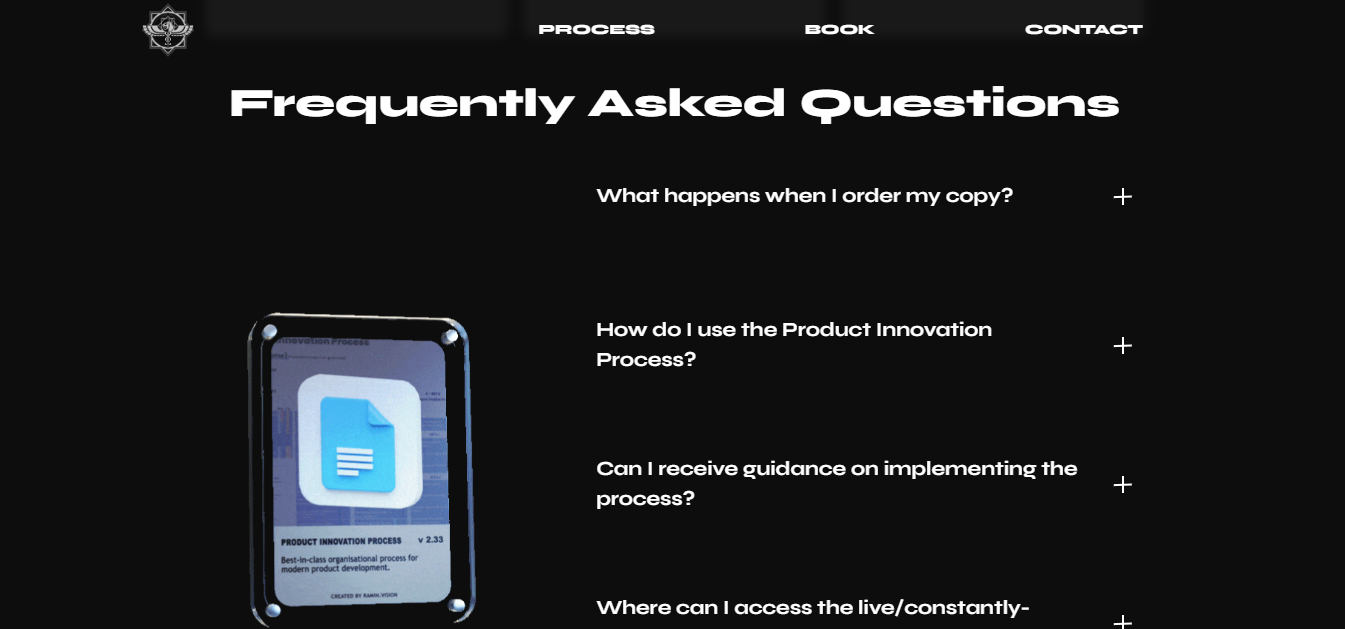 PROCESS
BOOK
CONTACT
Frequently Asked Questions
What happens when I order my copy?
How do I use the Product Innovation
Process?
Can I receive guidance on implementing the
process?
Where can I access the live/constantly-
nnovation Process
PRODUCT INNOVATION PROCESS v 2.33
Best-in-class organisational process for
modern product development.
CREATED BY RAMIN.VISION